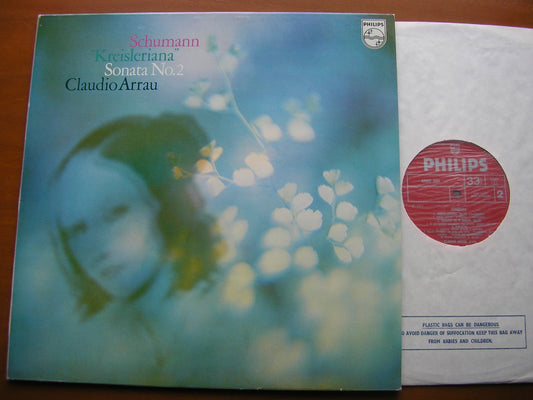 Schumann
"Kreisleriana"
Sonata No.2
Claudio Arrau
PHILIPS
PHILIPS
33
2
PLASTIC BAGS CAN BE DANGEROUS
TO AVOID DANGER OF SUFFOCATION KEEP THIS BAG AWAY
FROM BABIES AND CHILDREN.